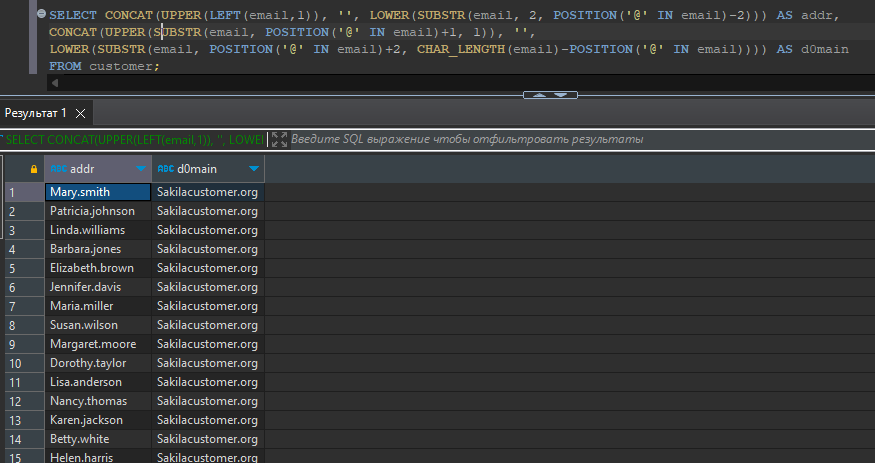 SELECT CONCAT(UPPER(LEFT(email,1)), '', LOWER(SUBSTR(email, 2, POSITION('@' IN email)-2))) AS addr,
CONCAT(UPPER(SUBSTR(email, POSITION('@' IN email)+1, 1)), '',
LOWER(SUBSTR(email, POSITION('@' IN email)+2, CHAR_LENGTH(email)-POSITION('@' IN email)))) AS d0main
FROM customer;
Результат 1
SELECT CONCAT(UPPER(LEFT(email,1)), '', LOWE Введите SQL выражение чтобы отфильтровать результаты
ABC addr ABC d0main
1 Mary.smith Sakilacustomer.org
2 Patricia.johnson Sakilacustomer.org
3 Linda.williams Sakilacustomer.org
4 Barbara.jones Sakilacustomer.org
5 Elizabeth.brown Sakilacustomer.org
6 Jennifer.davis Sakilacustomer.org
7 Maria.miller Sakilacustomer.org
8 Susan.wilson Sakilacustomer.org
9 Margaret.moore Sakilacustomer.org
10 Dorothy.taylor Sakilacustomer.org
11 Lisa.anderson Sakilacustomer.org
12 Nancy.thomas Sakilacustomer.org
13 Karen.jackson Sakilacustomer.org
14 Betty.white Sakilacustomer.org
15 Helen.harris Sakilacustomer.org